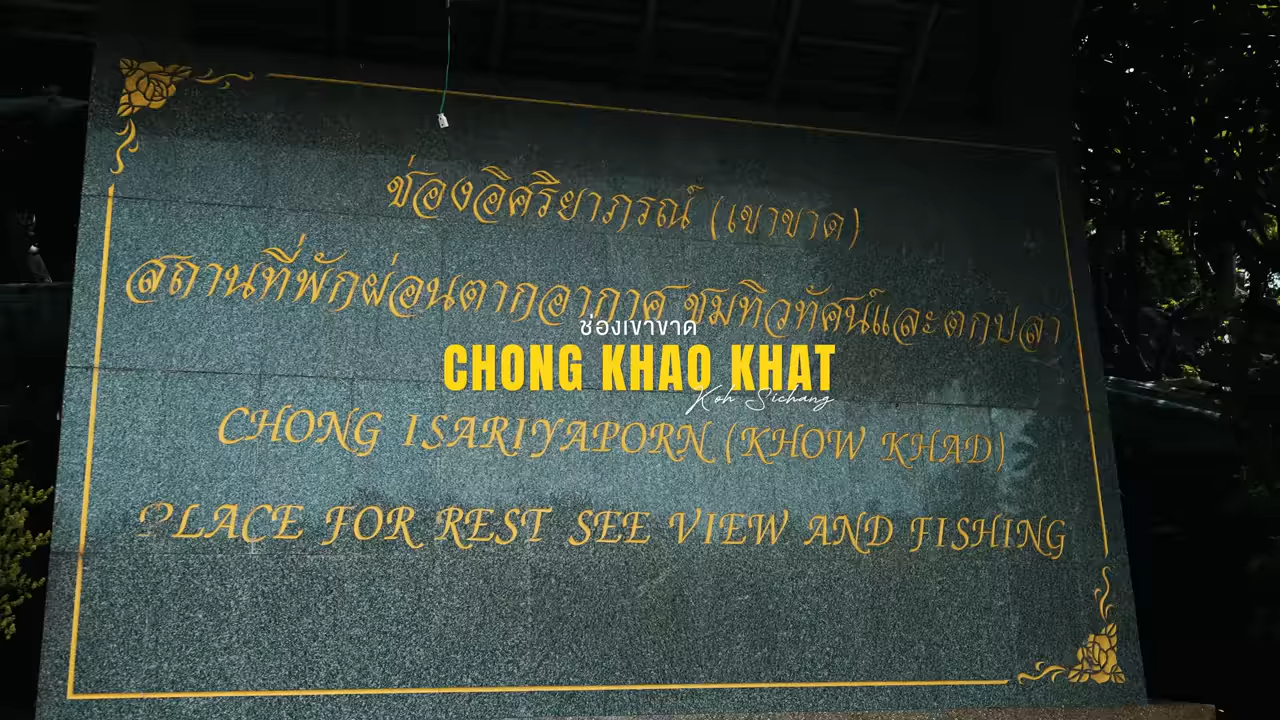 ช่องอิศริยาภรณ์ (เขาขาด)
สถานที่พักผ่อนตากอากาศ ชมทิวทัศน์และตกปลา
ช่องเขาขาด
CHONG KHAO KHAT
Koh Sichang
CHONG ISARIYAPORN (KHOW KHAD)
PLACE FOR REST SEE VIEW AND FISHING